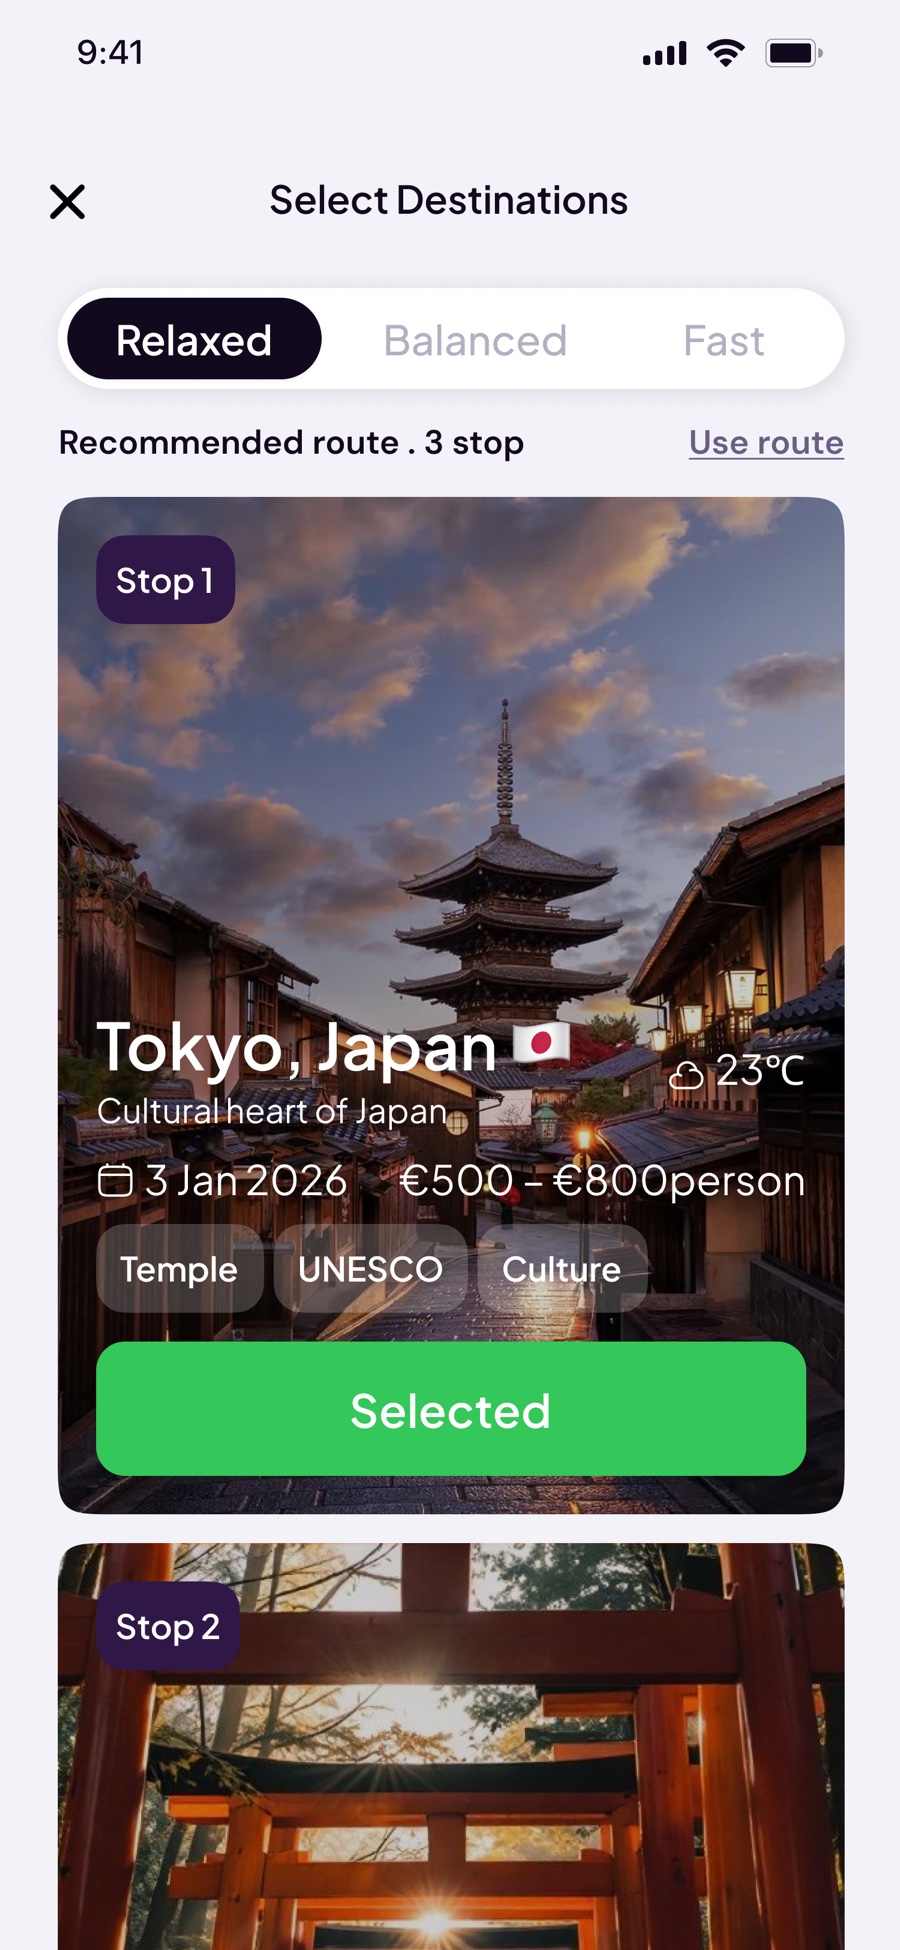 9:41
Select Destinations
Relaxed Balanced Fast
Recommended route . 3 stop Use route
Stop 1
Tokyo, Japan 🇯🇵
23°C
Cultural heart of Japan
3 Jan 2026 €500 – €800person
Temple UNESCO Culture
Selected
Stop 2